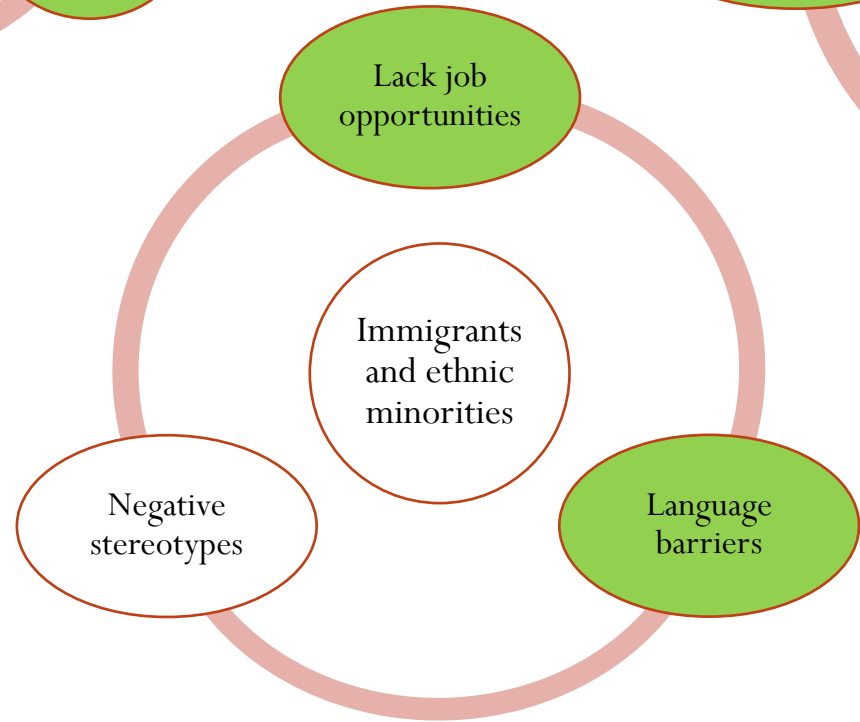 Lack job
opportunities
Immigrants
and ethnic
minorities
Negative
stereotypes
Language
barriers